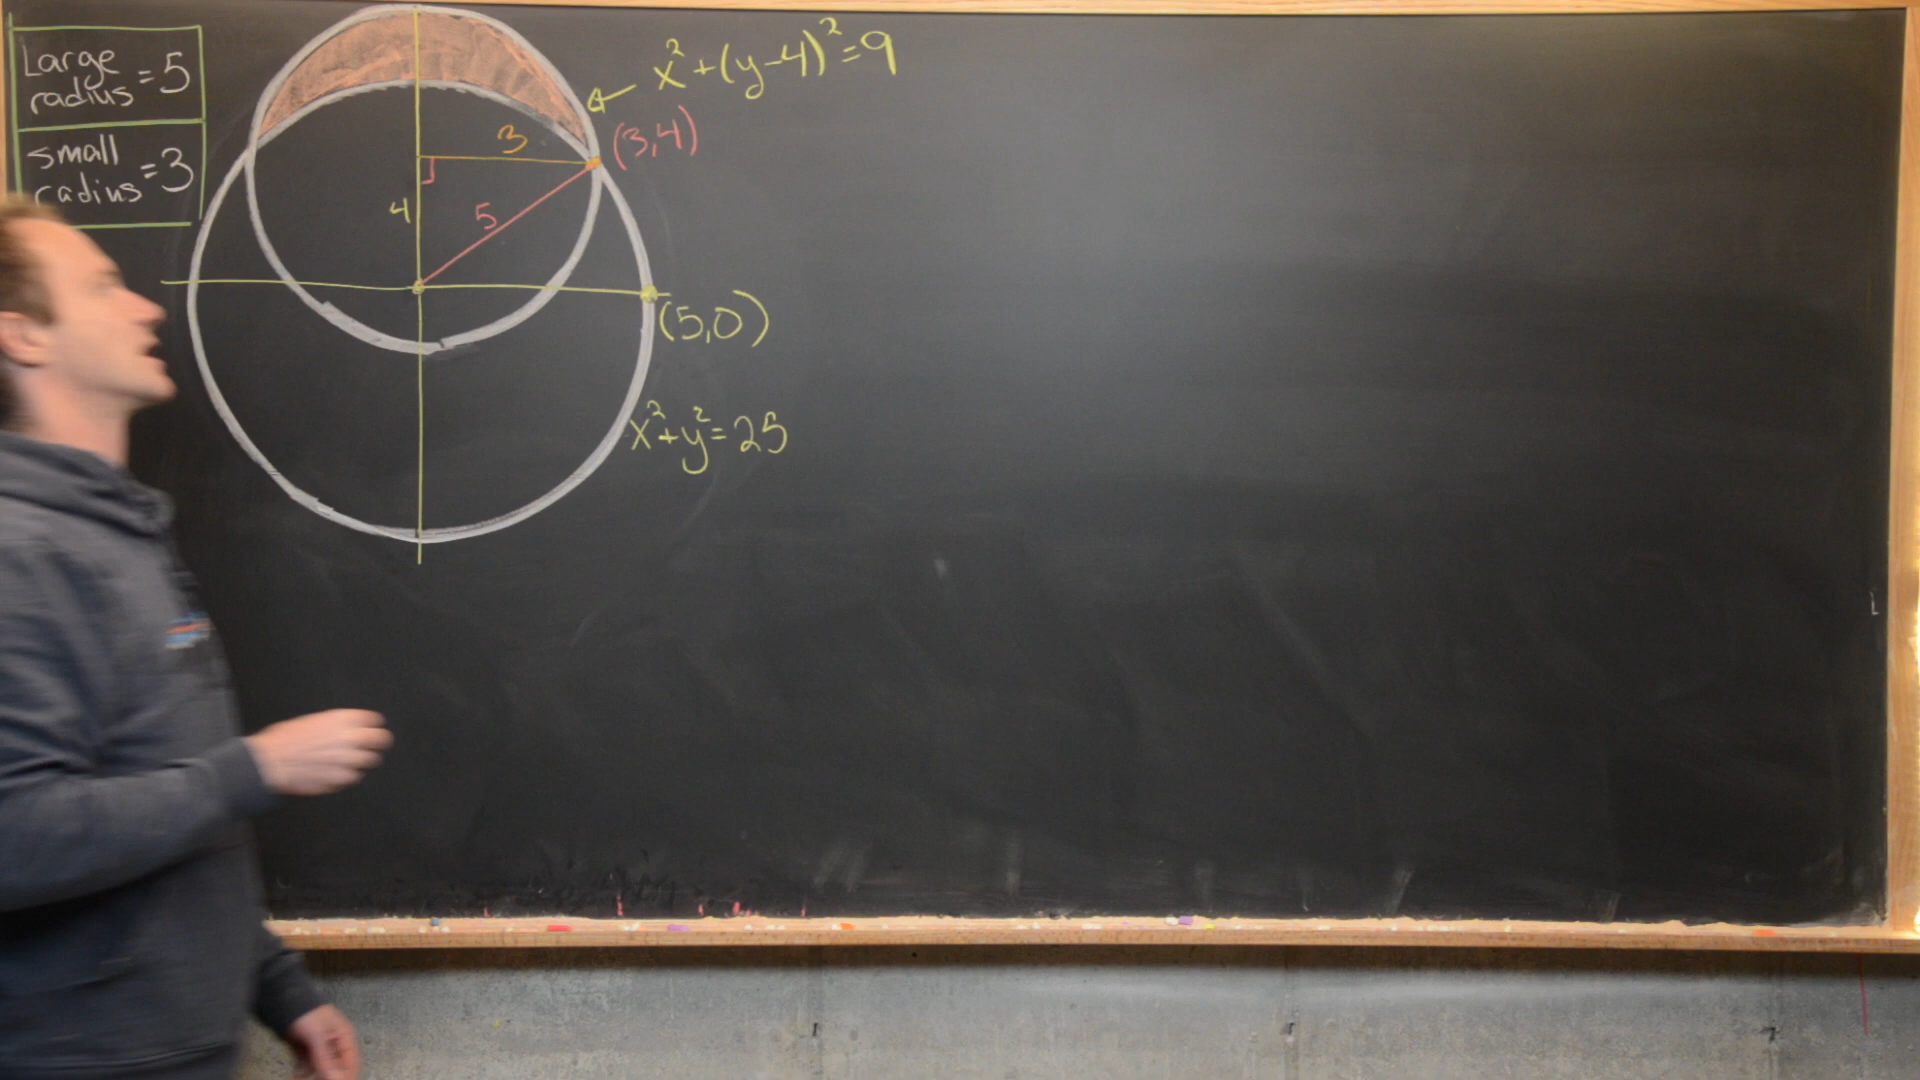 Large
radius = 5
small
radius = 3
x²+(y-4)²=9
(3,4)
3
4
5
(5,0)
x²+y²=25